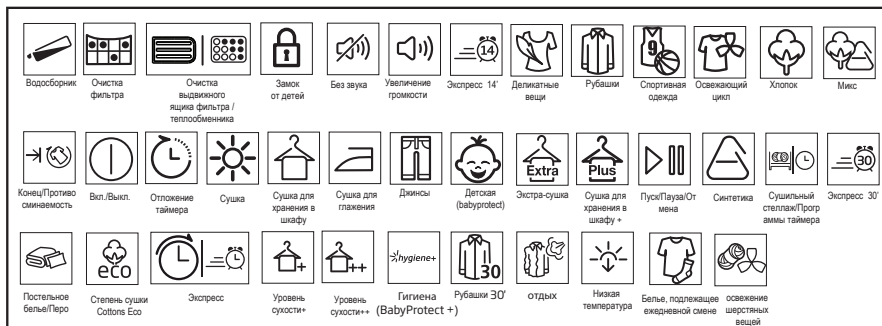 14
9
Водосборник
Очистка
фильтра
Очистка
выдвижного
ящика фильтра /
теплообменника
Замок
от детей
Без звука
Увеличение
громкости
Экспресс 14'
Деликатные
вещи
Рубашки
Спортивная
одежда
Освежающий
цикл
Хлопок
Микс
Extra
Plus
30
Конец/Противо
сминаемость
Вкл./Выкл.
Отложение
таймера
Сушка
Сушка для
хранения в
шкафу
Сушка для
глажения
Джинсы
Детская
(babyprotect)
Экстра-сушка
Сушка для
хранения в
шкафу +
Пуск/Пауза/От
мена
Синтетика
Сушильный
стеллаж/Прогр
аммы таймера
Экспресс 30'
eco
+
++
hygiene+
30
Постельное
белье/Перо
Степень сушки
Cottons Eco
Экспресс
Уровень
сухости+
Уровень
сухости++
Гигиена
(BabyProtect +)
Рубашки 30'
отдых
Низкая
температура
Белье, подлежащее
ежедневной смене
освежение
шерстяных
вещей